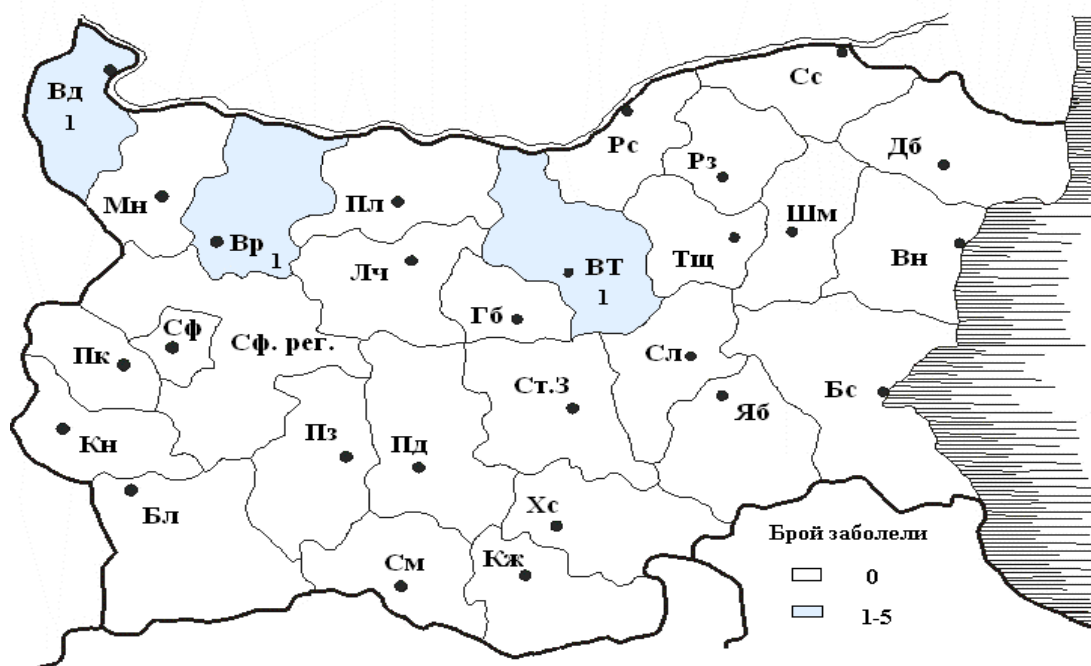 Сс
Вд
1
Рс
Рз
Дб
Мн
Пл
Шм
Вр
1
Лч
ВТ
1
Тщ
Вн
Гб
Сф
Сф. рег.
Пк
Сл
Ст.З
Яб
Бс
Кн
Пз
Пд
Бл
Хс
См
Кж
Брой заболели
0
1-5